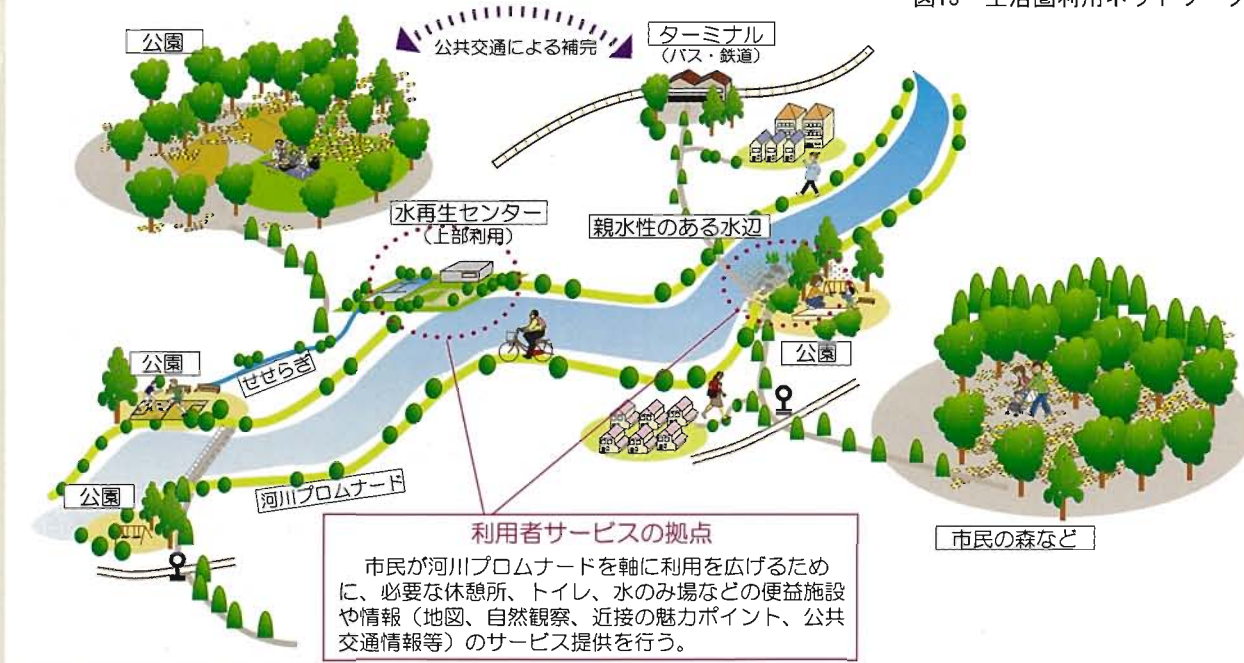 図15 生活圏利用ネットワーク
公園
公共交通による補完
ターミナル
(バス・鉄道)
水再生センター
(上部利用)
親水性のある水辺
公園
せせらぎ
公園
公園
河川プロムナード
市民の森など
利用者サービスの拠点
市民が河川プロムナードを軸に利用を広げるため
に、必要な休憩所、トイレ、水のみ場などの便益施設
や情報(地図、自然観察、近接の魅力ポイント、公共
交通情報等)のサービス提供を行う。